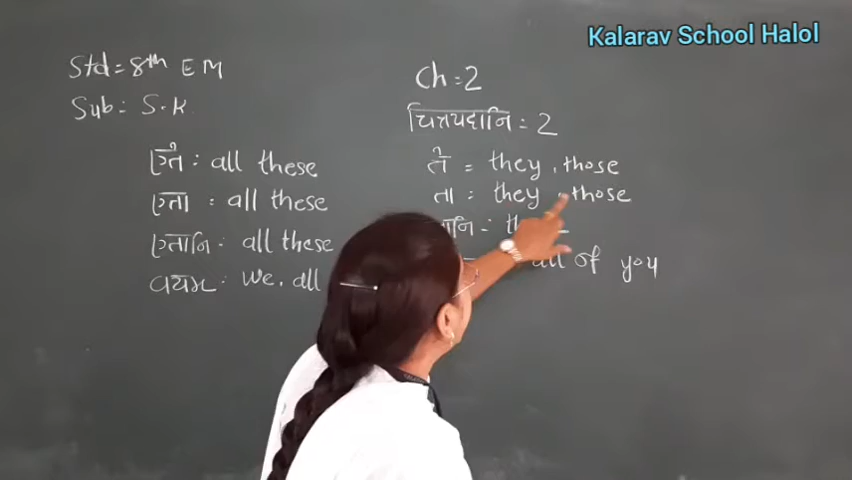 Kalarav School Halol
Std = 8th EM
Sub : S.K
Ch = 2
चित्रपदानि = 2
एते : all these
एता : all these
एतानि : all these
वयम : we, all
ते = they, those
ता : they, those
all of you